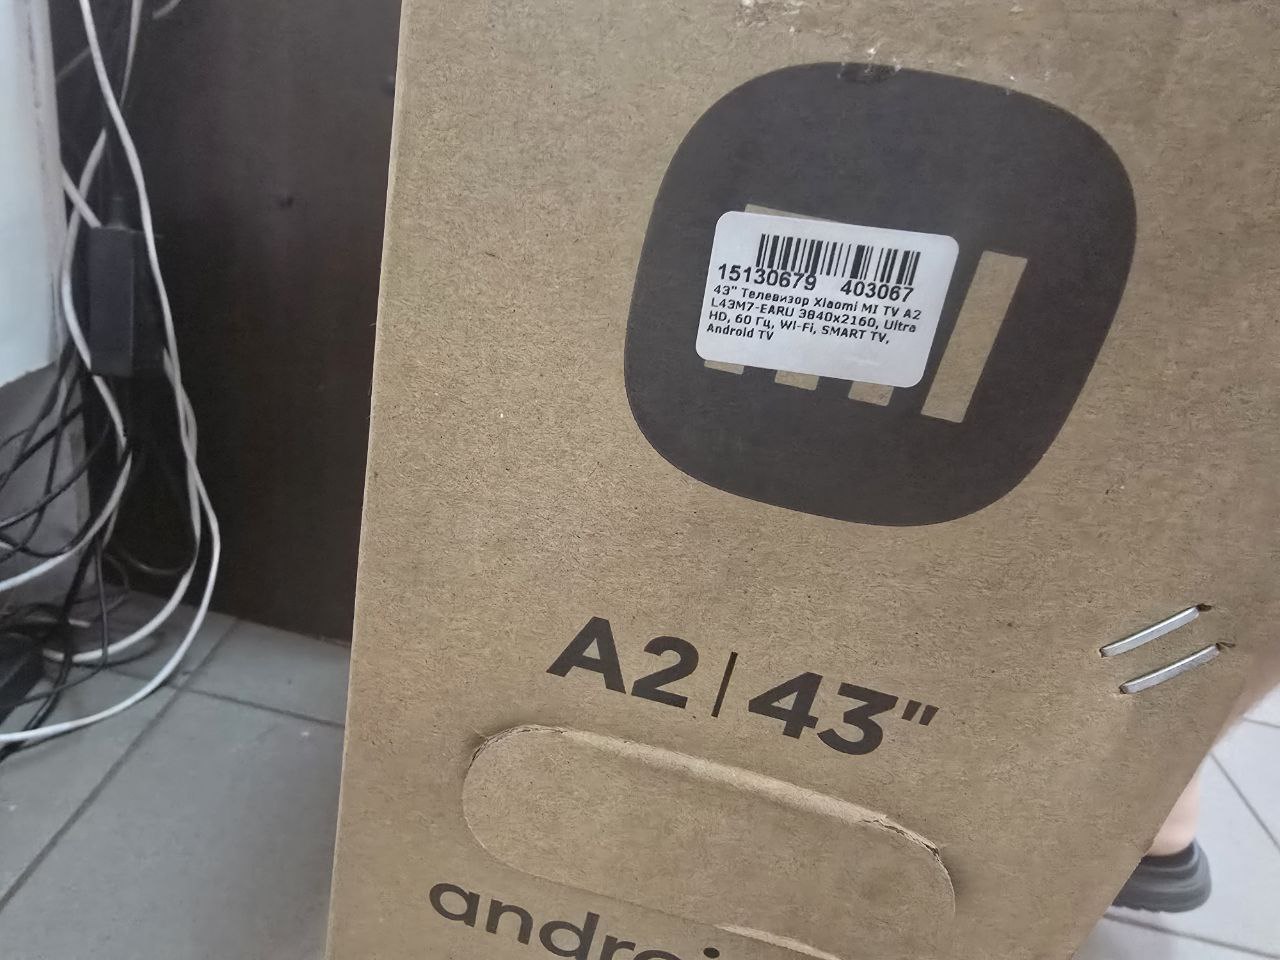 15130679 403067
43" Телевизор Xiaomi MI TV A2
L43M7-EARU 3840x2160, Ultra
HD, 60 Гц, Wi-Fi, SMART TV,
Android TV
A2|43"
androi